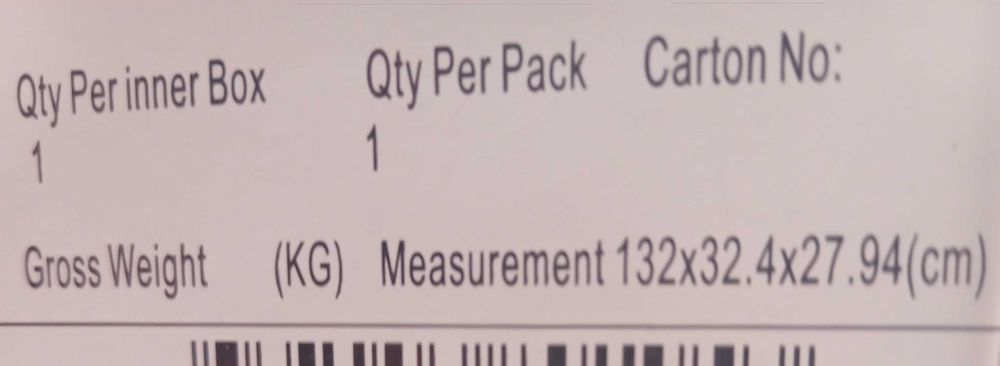 Qty Per inner Box Qty Per Pack Carton No:
1 1
Gross Weight (KG) Measurement 132x32.4x27.94(cm)